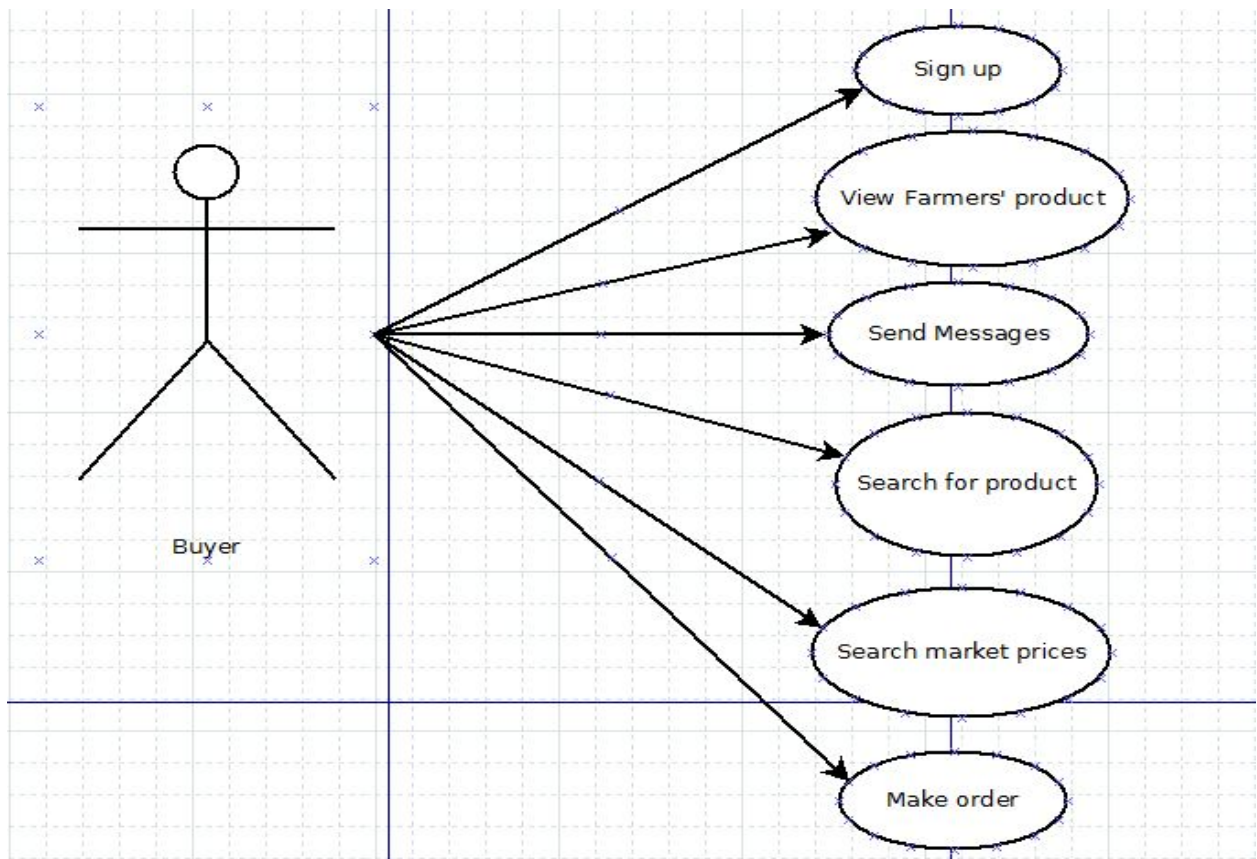 Sign up
View Farmers' product
Send Messages
Search for product
Buyer
Search market prices
Make order